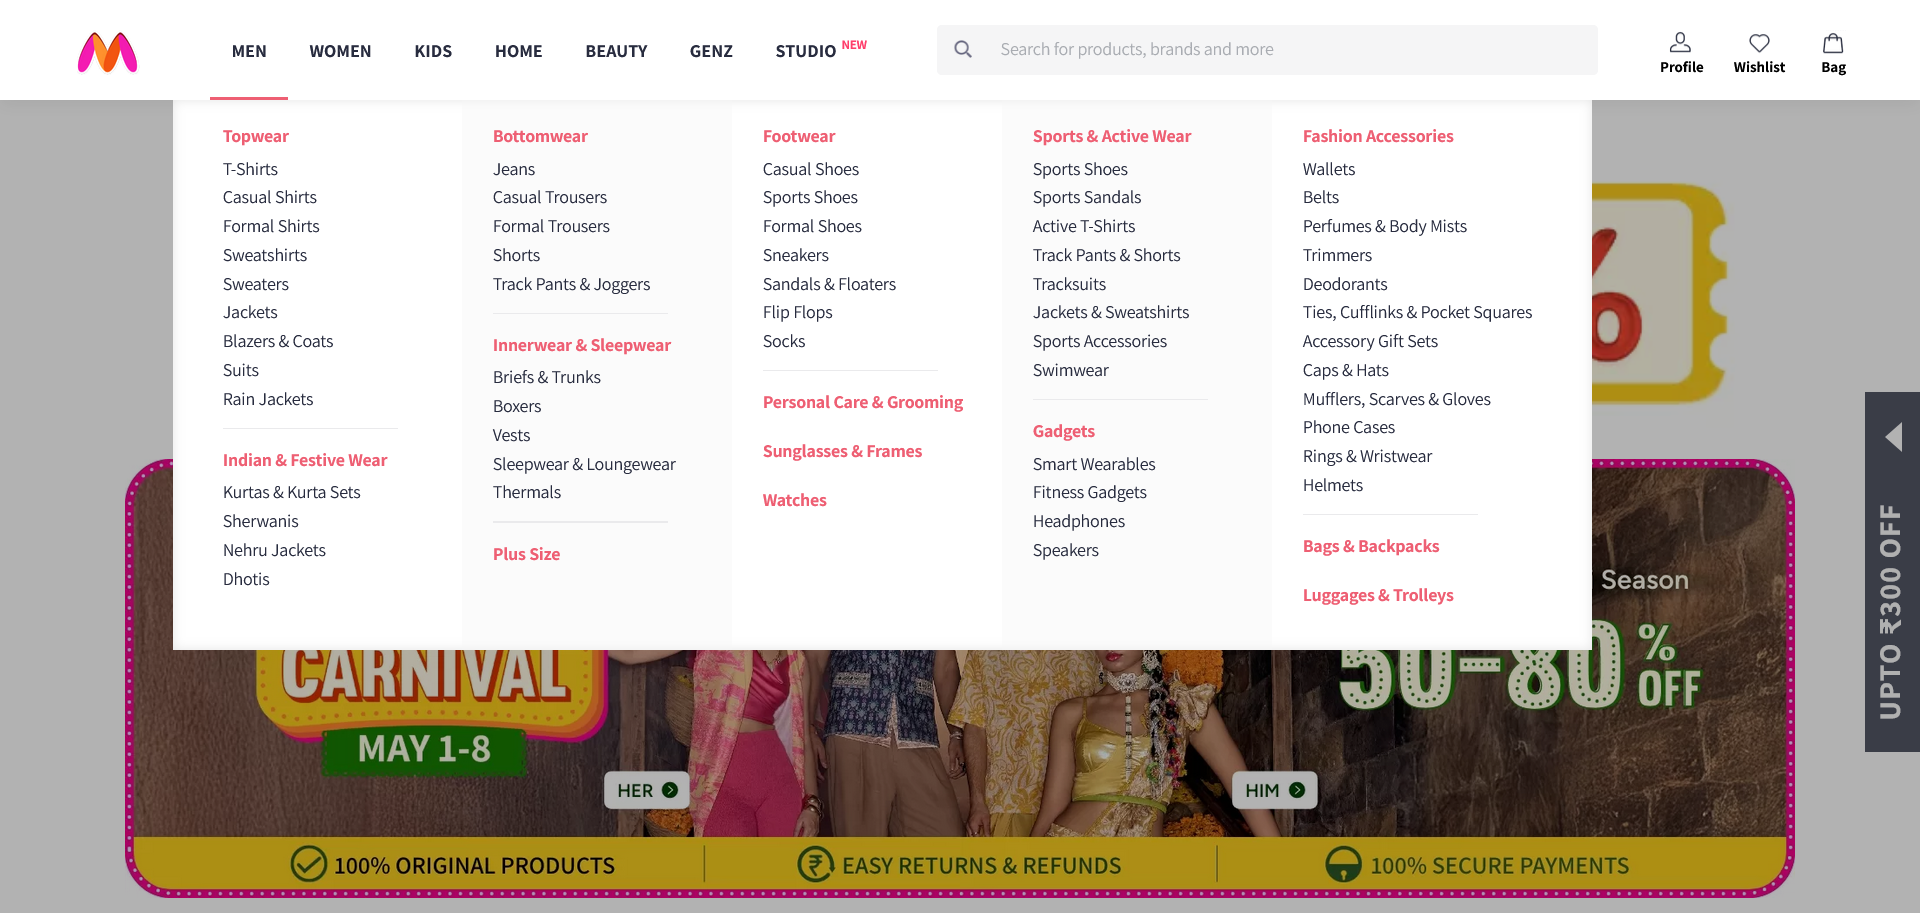 MEN
WOMEN
KIDS
HOME
BEAUTY
GENZ
STUDIO NEW
Search for products, brands and more
Profile
Wishlist
Bag
Topwear
T-Shirts
Casual Shirts
Formal Shirts
Sweatshirts
Sweaters
Jackets
Blazers & Coats
Suits
Rain Jackets
Indian & Festive Wear
Kurtas & Kurta Sets
Sherwanis
Nehru Jackets
Dhotis
Bottomwear
Jeans
Casual Trousers
Formal Trousers
Shorts
Track Pants & Joggers
Innerwear & Sleepwear
Briefs & Trunks
Boxers
Vests
Sleepwear & Loungewear
Thermals
Plus Size
Footwear
Casual Shoes
Sports Shoes
Formal Shoes
Sneakers
Sandals & Floaters
Flip Flops
Socks
Personal Care & Grooming
Sunglasses & Frames
Watches
Sports & Active Wear
Sports Shoes
Sports Sandals
Active T-Shirts
Track Pants & Shorts
Tracksuits
Jackets & Sweatshirts
Sports Accessories
Swimwear
Gadgets
Smart Wearables
Fitness Gadgets
Headphones
Speakers
Fashion Accessories
Wallets
Belts
Perfumes & Body Mists
Trimmers
Deodorants
Ties, Cufflinks & Pocket Squares
Accessory Gift Sets
Caps & Hats
Mufflers, Scarves & Gloves
Phone Cases
Rings & Wristwear
Helmets
Bags & Backpacks
Luggages & Trolleys
%
UPTO ₹300 OFF
Season
CARNIVAL
MAY 1-8
50-80% OFF
HER
HIM
100% ORIGINAL PRODUCTS
EASY RETURNS & REFUNDS
100% SECURE PAYMENTS